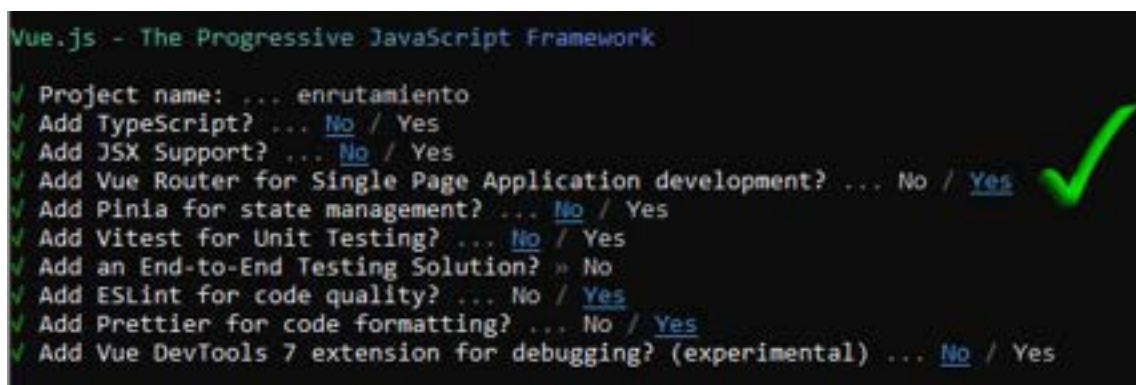 Vue.js - The Progressive JavaScript Framework
√ Project name: ... enrutamiento
√ Add TypeScript? ... No / Yes
√ Add JSX Support? ... No / Yes
√ Add Vue Router for Single Page Application development? ... No / Yes
√ Add Pinia for state management? ... No / Yes
√ Add Vitest for Unit Testing? ... No / Yes
√ Add an End-to-End Testing Solution? » No
√ Add ESLint for code quality? ... No / Yes
√ Add Prettier for code formatting? ... No / Yes
√ Add Vue DevTools 7 extension for debugging? (experimental) ... No / Yes